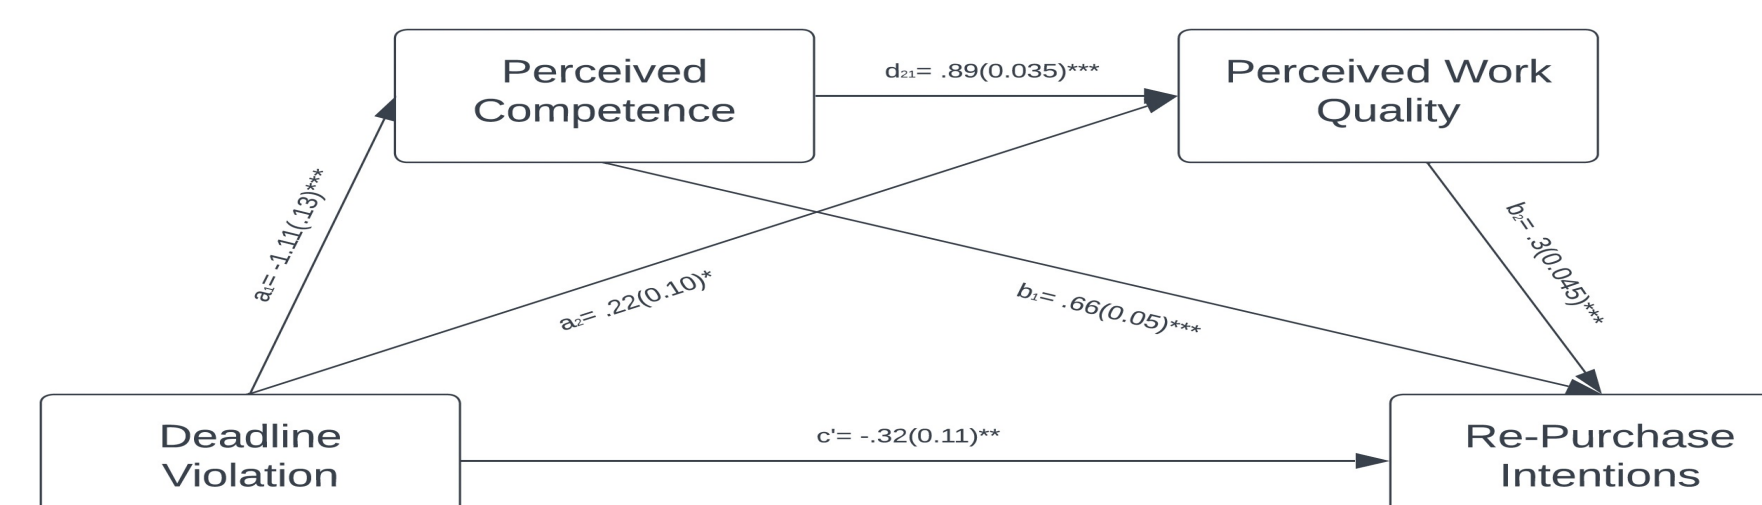 Perceived
Competence
d₂₁= .89(0.035)***
Perceived Work
Quality
a₁= -1.11(.13)***
a₂= .22(0.10)*
b₁= .66(0.05)***
b₂= .3(0.045)***
Deadline
Violation
c'= -.32(0.11)**
Re-Purchase
Intentions